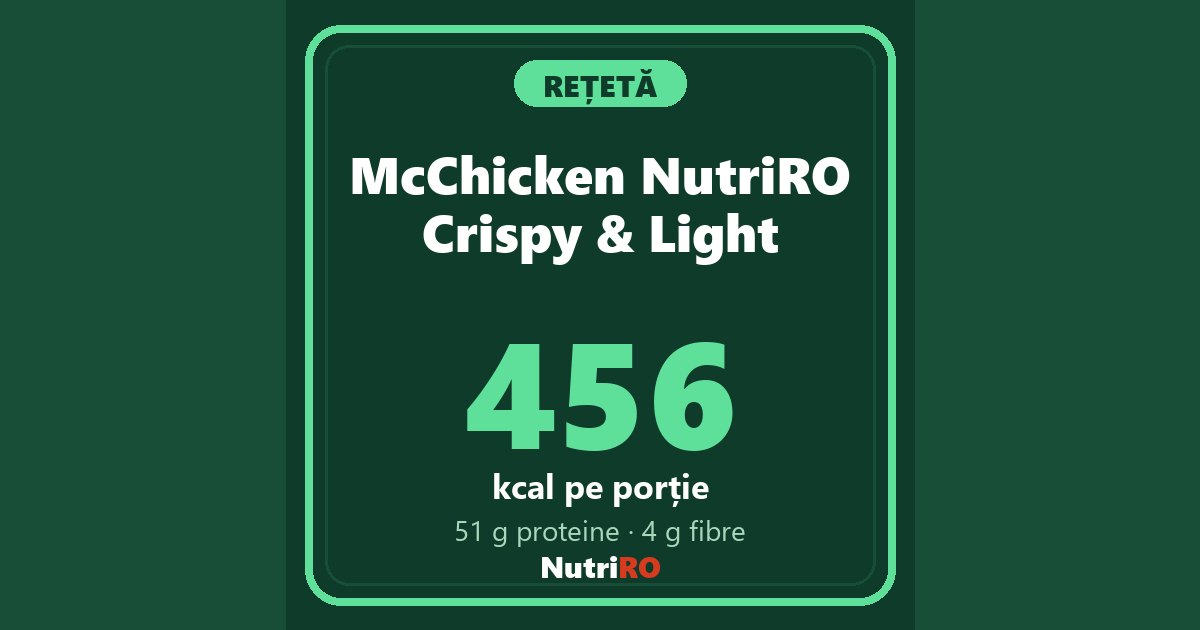 REȚETĂ
McChicken NutriRO
Crispy & Light
456
kcal pe porție
51 g proteine · 4 g fibre
NutriRO